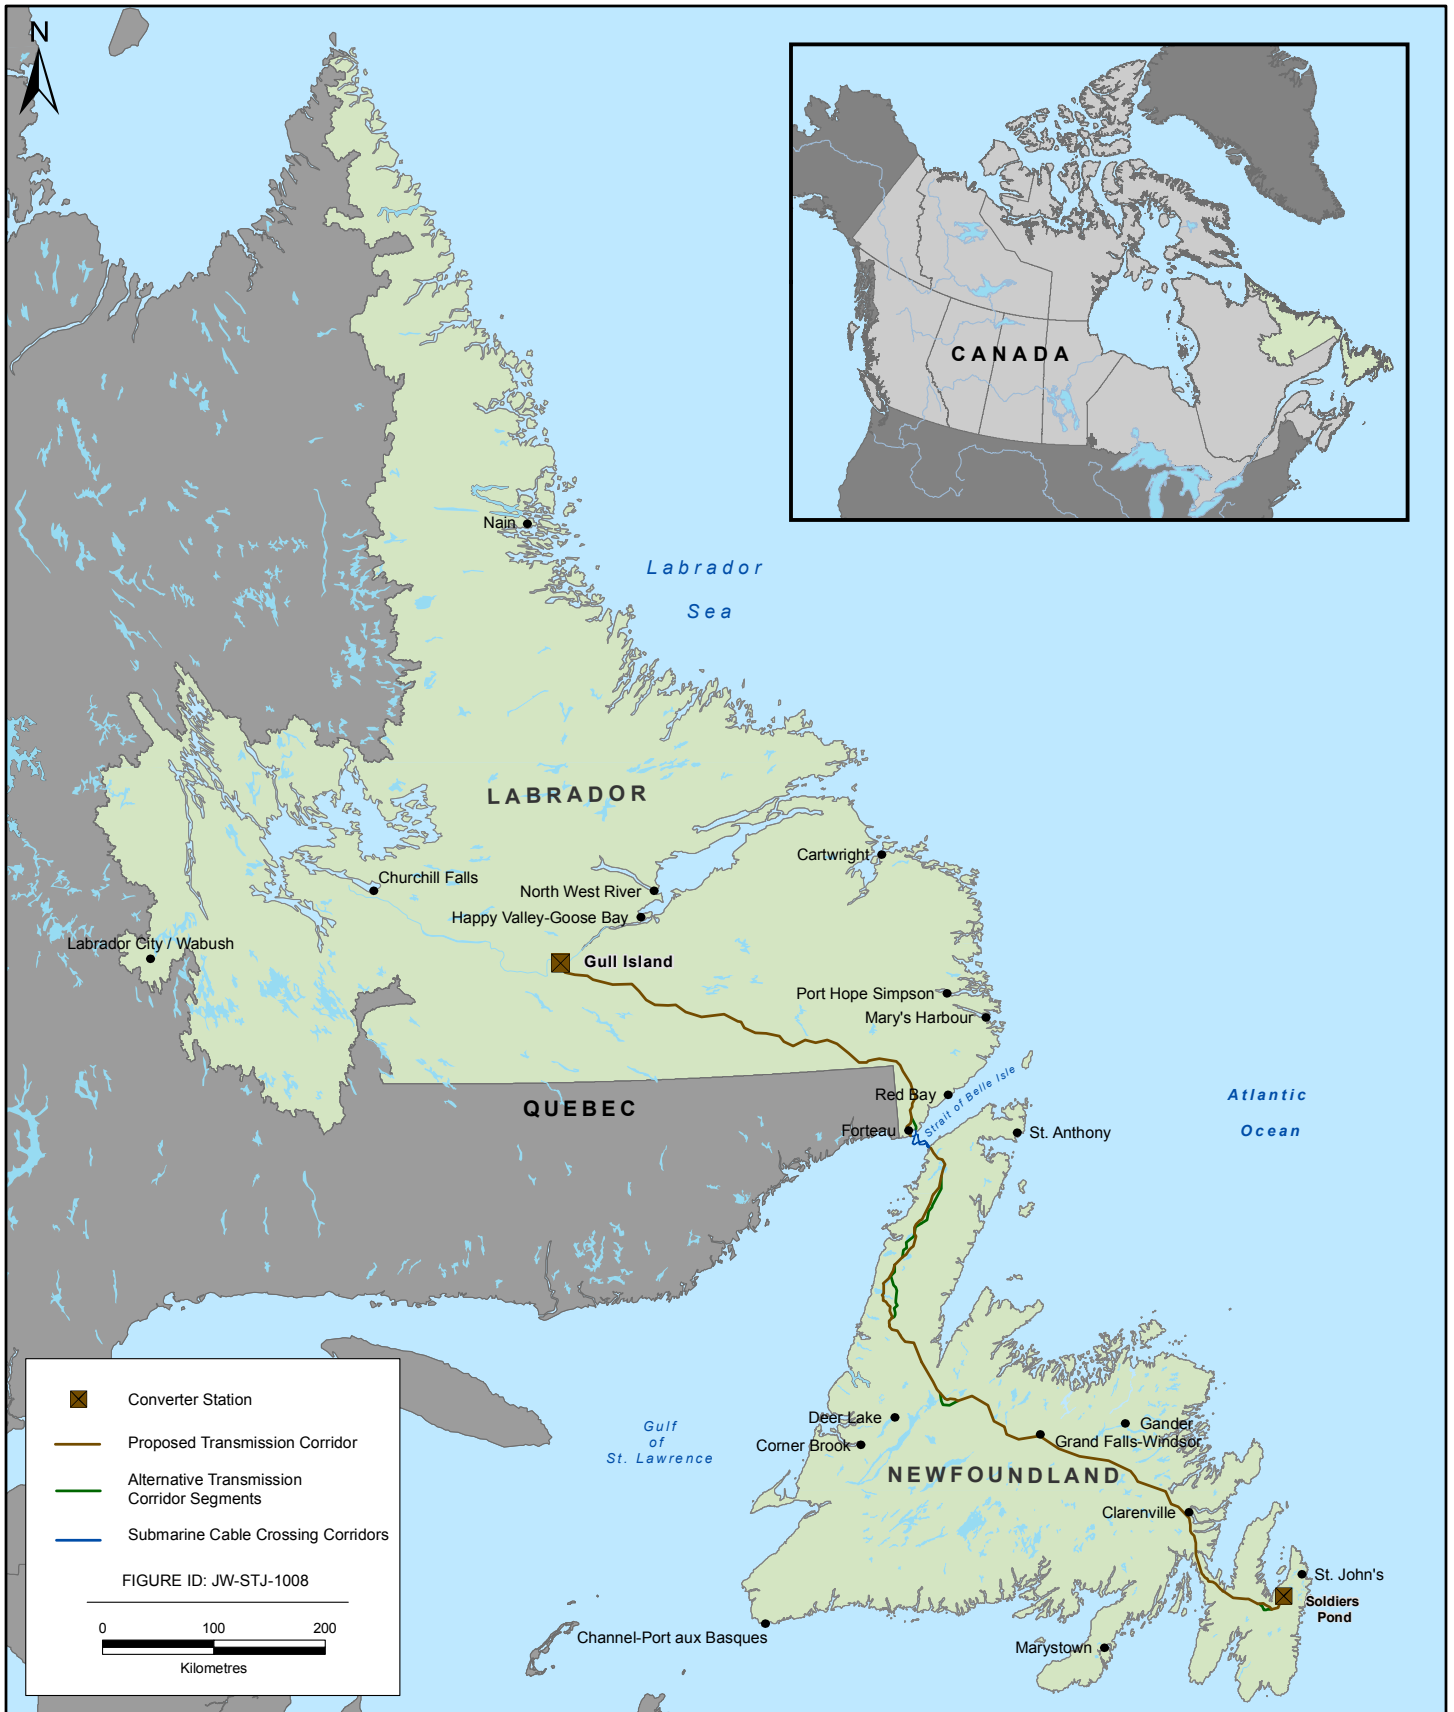 N
CANADA
Nain
Labrador
Sea
LABRADOR
Cartwright
Churchill Falls
North West River
Happy Valley-Goose Bay
Labrador City / Wabush
Gull Island
Port Hope Simpson
Mary's Harbour
Red Bay
Strait of Belle Isle
QUEBEC
Atlantic
Ocean
Forteau
St. Anthony
Deer Lake
Gander
Corner Brook
Grand Falls-Windsor
Gulf
of
St. Lawrence
NEWFOUNDLAND
Clarenville
St. John's
Soldiers
Pond
Channel-Port aux Basques
Marystown
Converter Station
Proposed Transmission Corridor
Alternative Transmission
Corridor Segments
Submarine Cable Crossing Corridors
FIGURE ID: JW-STJ-1008
0 100 200
Kilometres